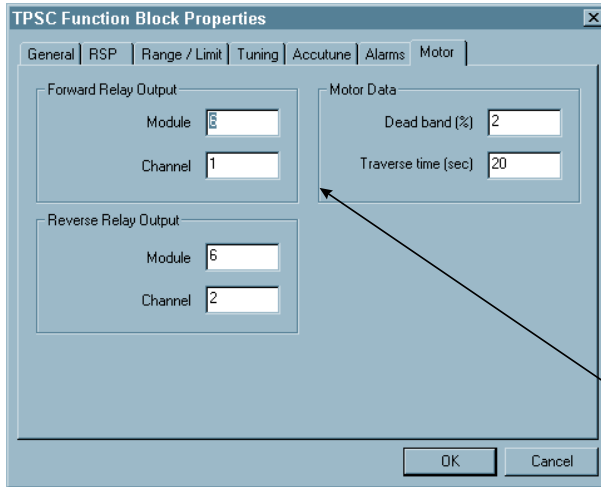 TPSC Function Block Properties
General RSP Range / Limit Tuning Accutune Alarms Motor
Forward Relay Output
Module 6
Channel 1
Motor Data
Dead band (%) 2
Traverse time (sec) 20
Reverse Relay Output
Module 6
Channel 2
OK Cancel